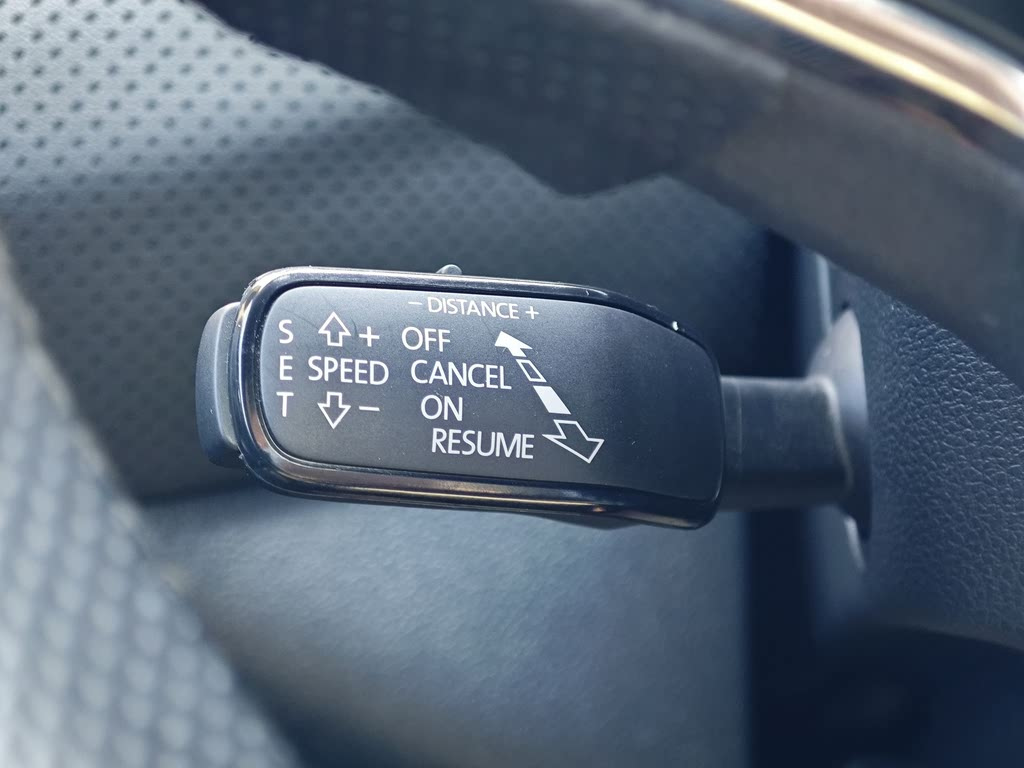 – DISTANCE +
S + OFF
E SPEED CANCEL
T – ON
RESUME